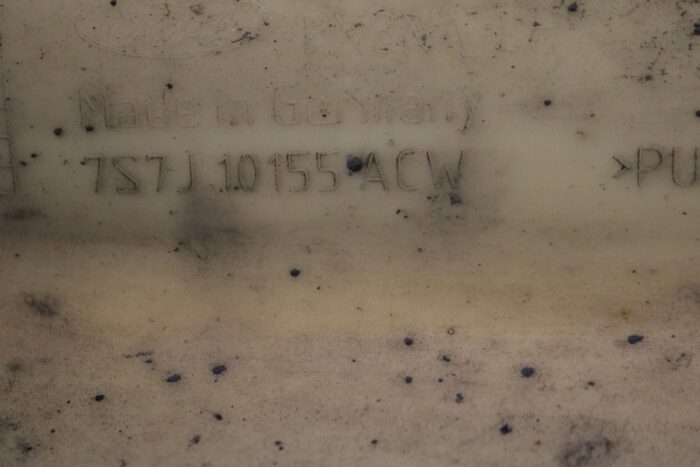 Made in Germany
7S7J 10155 ACW >PU